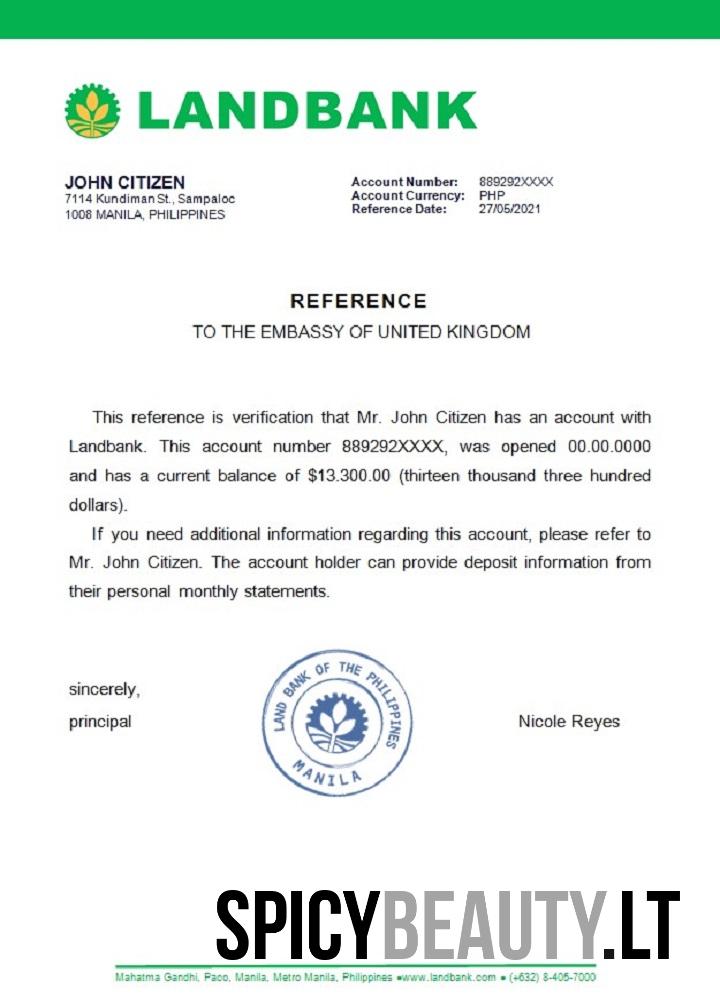 LANDBANK
JOHN CITIZEN
7114 Kundiman St., Sampaloc
1008 MANILA, PHILIPPINES
Account Number: 889292XXXX
Account Currency: PHP
Reference Date: 27/05/2021
REFERENCE
TO THE EMBASSY OF UNITED KINGDOM
This reference is verification that Mr. John Citizen has an account with
Landbank. This account number 889292XXXX, was opened 00.00.0000
and has a current balance of $13.300.00 (thirteen thousand three hundred
dollars).
If you need additional information regarding this account, please refer to
Mr. John Citizen. The account holder can provide deposit information from
their personal monthly statements.
sincerely,
principal
LAND BANK OF THE PHILIPPINES
MANILA
Nicole Reyes
SPICYBEAUTY.LT
Mahatma Gandhi, Paco, Manila, Metro Manila, Philippines ●www.landbank.com ● (+632) 8-405-7000